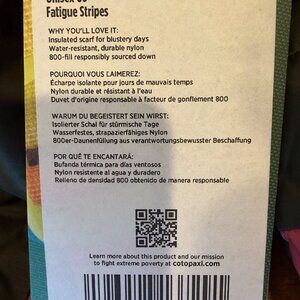 Fatigue Stripes
WHY YOU'LL LOVE IT:
Insulated scarf for blustery days
Water-resistant, durable nylon
800-fill responsibly sourced down
POURQUOI VOUS L'AIMEREZ:
Écharpe isolante pour jours de mauvais temps
Nylon durable et résistant à l'eau
Duvet d'origine responsable à facteur de gonflement 800
WARUM DU BEGEISTERT SEIN WIRST:
Isolierter Schal für stürmische Tage
Wasserfestes, strapazierfähiges Nylon
800er-Daunenfüllung aus verantwortungsbewusster Beschaffung
POR QUÉ TE ENCANTARÁ:
Bufanda térmica para días ventosos
Nylon resistente al agua y duradero
Relleno de densidad 800 obtenido de manera responsable
Learn more about this product and our mission
to fight extreme poverty at cotopaxi.com